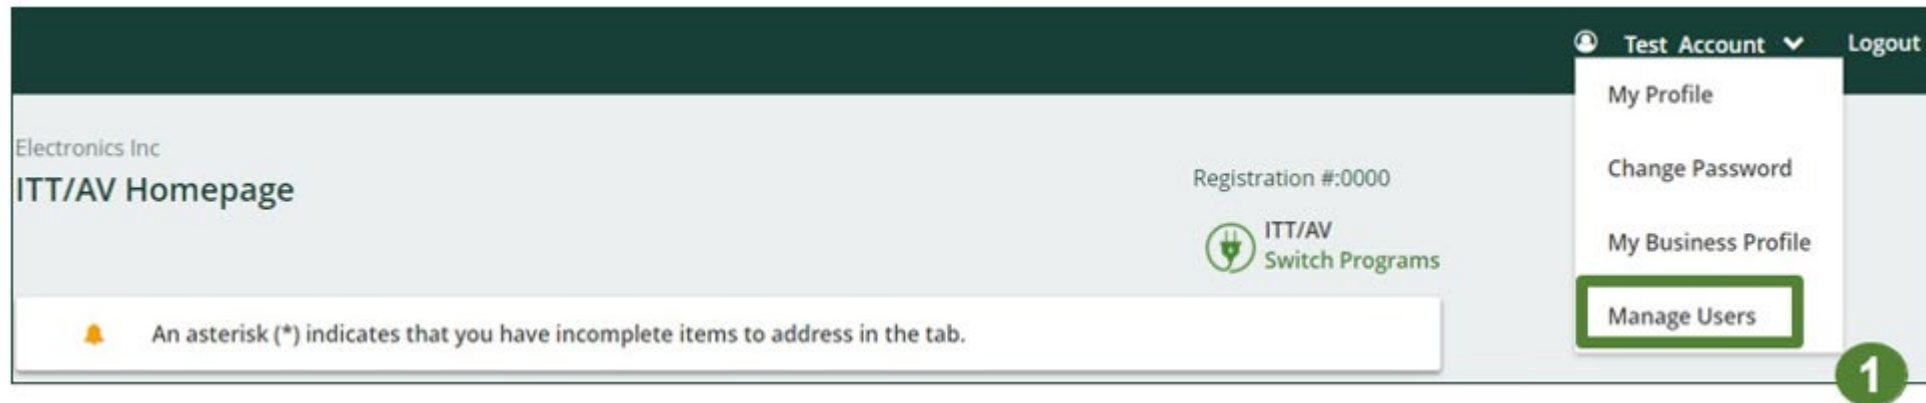 Test Account
Logout
My Profile
Change Password
My Business Profile
Manage Users
Electronics Inc
ITT/AV Homepage
Registration #:0000
ITT/AV
Switch Programs
An asterisk (*) indicates that you have incomplete items to address in the tab.
1